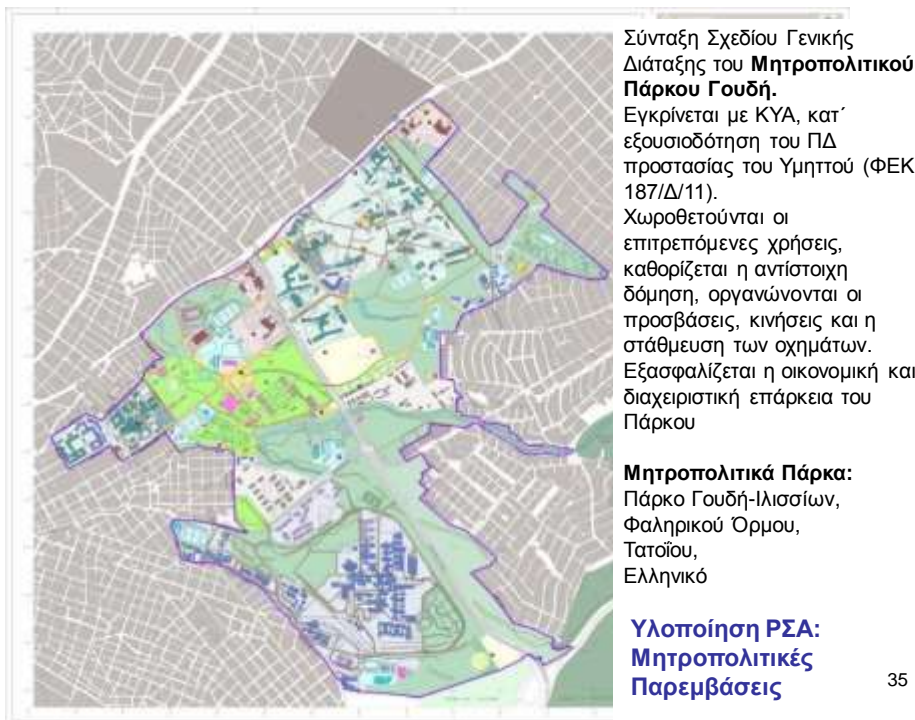 Σύνταξη Σχεδίου Γενικής
Διάταξης του Μητροπολιτικού
Πάρκου Γουδή.
Εγκρίνεται με ΚΥΑ, κατ΄
εξουσιοδότηση του ΠΔ
προστασίας του Υμηττού (ΦΕΚ
187/Δ/11).
Χωροθετούνται οι
επιτρεπόμενες χρήσεις,
καθορίζεται η αντίστοιχη
δόμηση, οργανώνονται οι
προσβάσεις, κινήσεις και η
στάθμευση των οχημάτων.
Εξασφαλίζεται η οικονομική και
διαχειριστική επάρκεια του
Πάρκου
Μητροπολιτικά Πάρκα:
Πάρκο Γουδή-Ιλισσίων,
Φαληρικού Όρμου,
Τατοΐου,
Ελληνικό
Υλοποίηση ΡΣΑ:
Μητροπολιτικές
Παρεμβάσεις
35